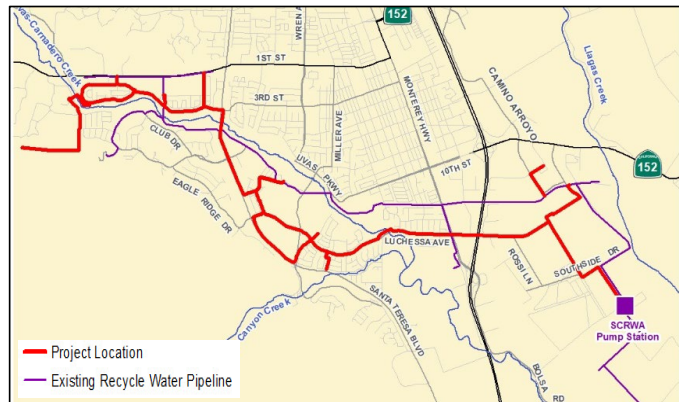 152
WREN A
Uvas-Carnadero Creek
1ST ST
Llagas Creek
CAMINO ARROYO
MONTEREY HWY
3RD ST
MILLER AVE
CLUB DR
UVAS PKWY
10TH ST
CALIFORNIA
152
EAGLE RIDGE DR
LUCHESSA AVE
ROSSI LN
SOUTHSIDE DR
Canyon Creek
SANTA TERESA BLVD
SCRWA
Pump Station
BOLSA
RD
Project Location
Existing Recycle Water Pipeline